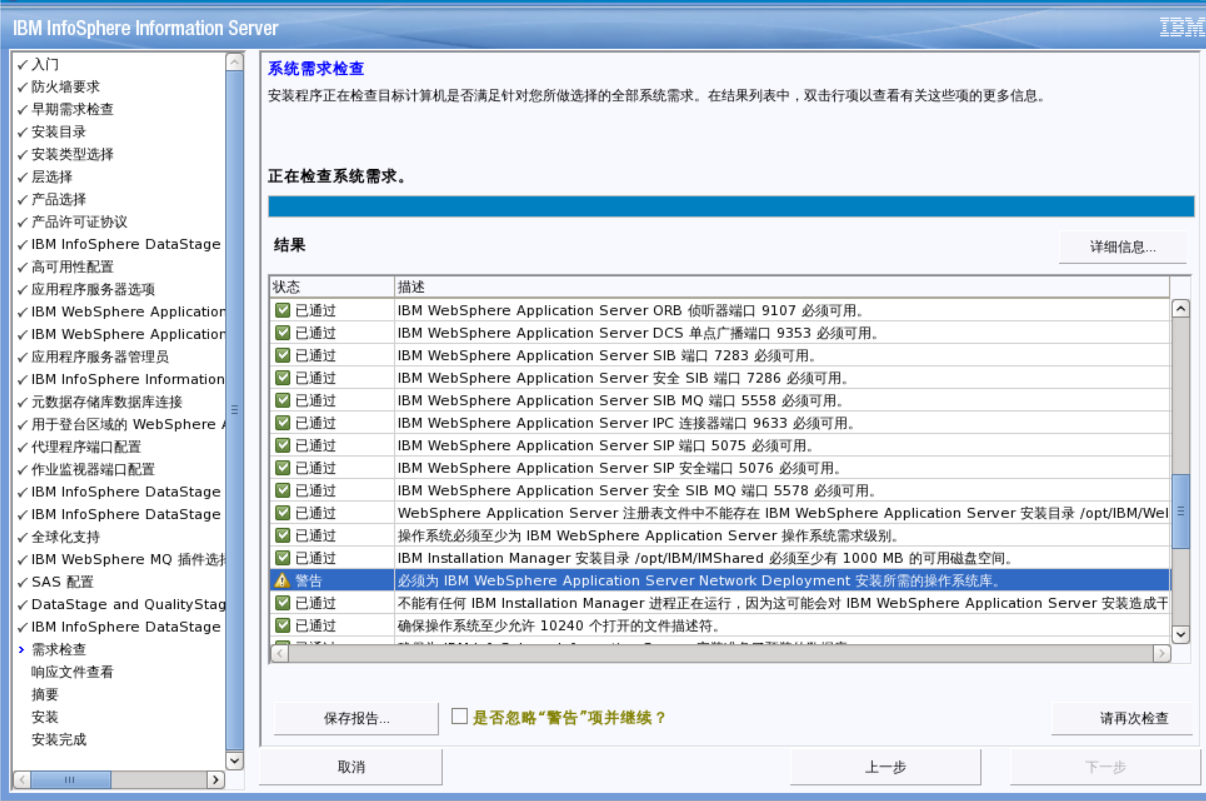 IBM InfoSphere Information Server
IBM
入门
防火墙要求
早期需求检查
安装目录
安装类型选择
层选择
产品选择
产品许可证协议
IBM InfoSphere DataStage
高可用性配置
应用程序服务器选项
IBM WebSphere Application
IBM WebSphere Application
应用程序服务器管理员
IBM InfoSphere Information
元数据存储库数据库连接
用于登台区域的 WebSphere A
代理程序端口配置
作业监视器端口配置
IBM InfoSphere DataStage
IBM InfoSphere DataStage
全球化支持
IBM WebSphere MQ 插件选择
SAS 配置
DataStage and QualityStag
IBM InfoSphere DataStage
需求检查
响应文件查看
摘要
安装
安装完成
系统需求检查
安装程序正在检查目标计算机是否满足针对您所做选择的全部系统需求。在结果列表中，双击行项以查看有关这些项的更多信息。
正在检查系统需求。
结果
详细信息...
状态 描述
已通过 IBM WebSphere Application Server ORB 侦听器端口 9107 必须可用。
已通过 IBM WebSphere Application Server DCS 单点广播端口 9353 必须可用。
已通过 IBM WebSphere Application Server SIB 端口 7283 必须可用。
已通过 IBM WebSphere Application Server 安全 SIB 端口 7286 必须可用。
已通过 IBM WebSphere Application Server SIB MQ 端口 5558 必须可用。
已通过 IBM WebSphere Application Server IPC 连接器端口 9633 必须可用。
已通过 IBM WebSphere Application Server SIP 端口 5075 必须可用。
已通过 IBM WebSphere Application Server SIP 安全端口 5076 必须可用。
已通过 IBM WebSphere Application Server 安全 SIB MQ 端口 5578 必须可用。
已通过 WebSphere Application Server 注册表文件中不能存在 IBM WebSphere Application Server 安装目录 /opt/IBM/Wel
已通过 操作系统必须至少为 IBM WebSphere Application Server 操作系统需求级别。
已通过 IBM Installation Manager 安装目录 /opt/IBM/IMShared 必须至少有 1000 MB 的可用磁盘空间。
警告 必须为 IBM WebSphere Application Server Network Deployment 安装所需的操作系统库。
已通过 不能有任何 IBM Installation Manager 进程正在运行，因为这可能会对 IBM WebSphere Application Server 安装造成干
已通过 确保操作系统至少允许 10240 个打开的文件描述符。
保存报告...
是否忽略“警告”项并继续？
请再次检查
取消
上一步
下一步